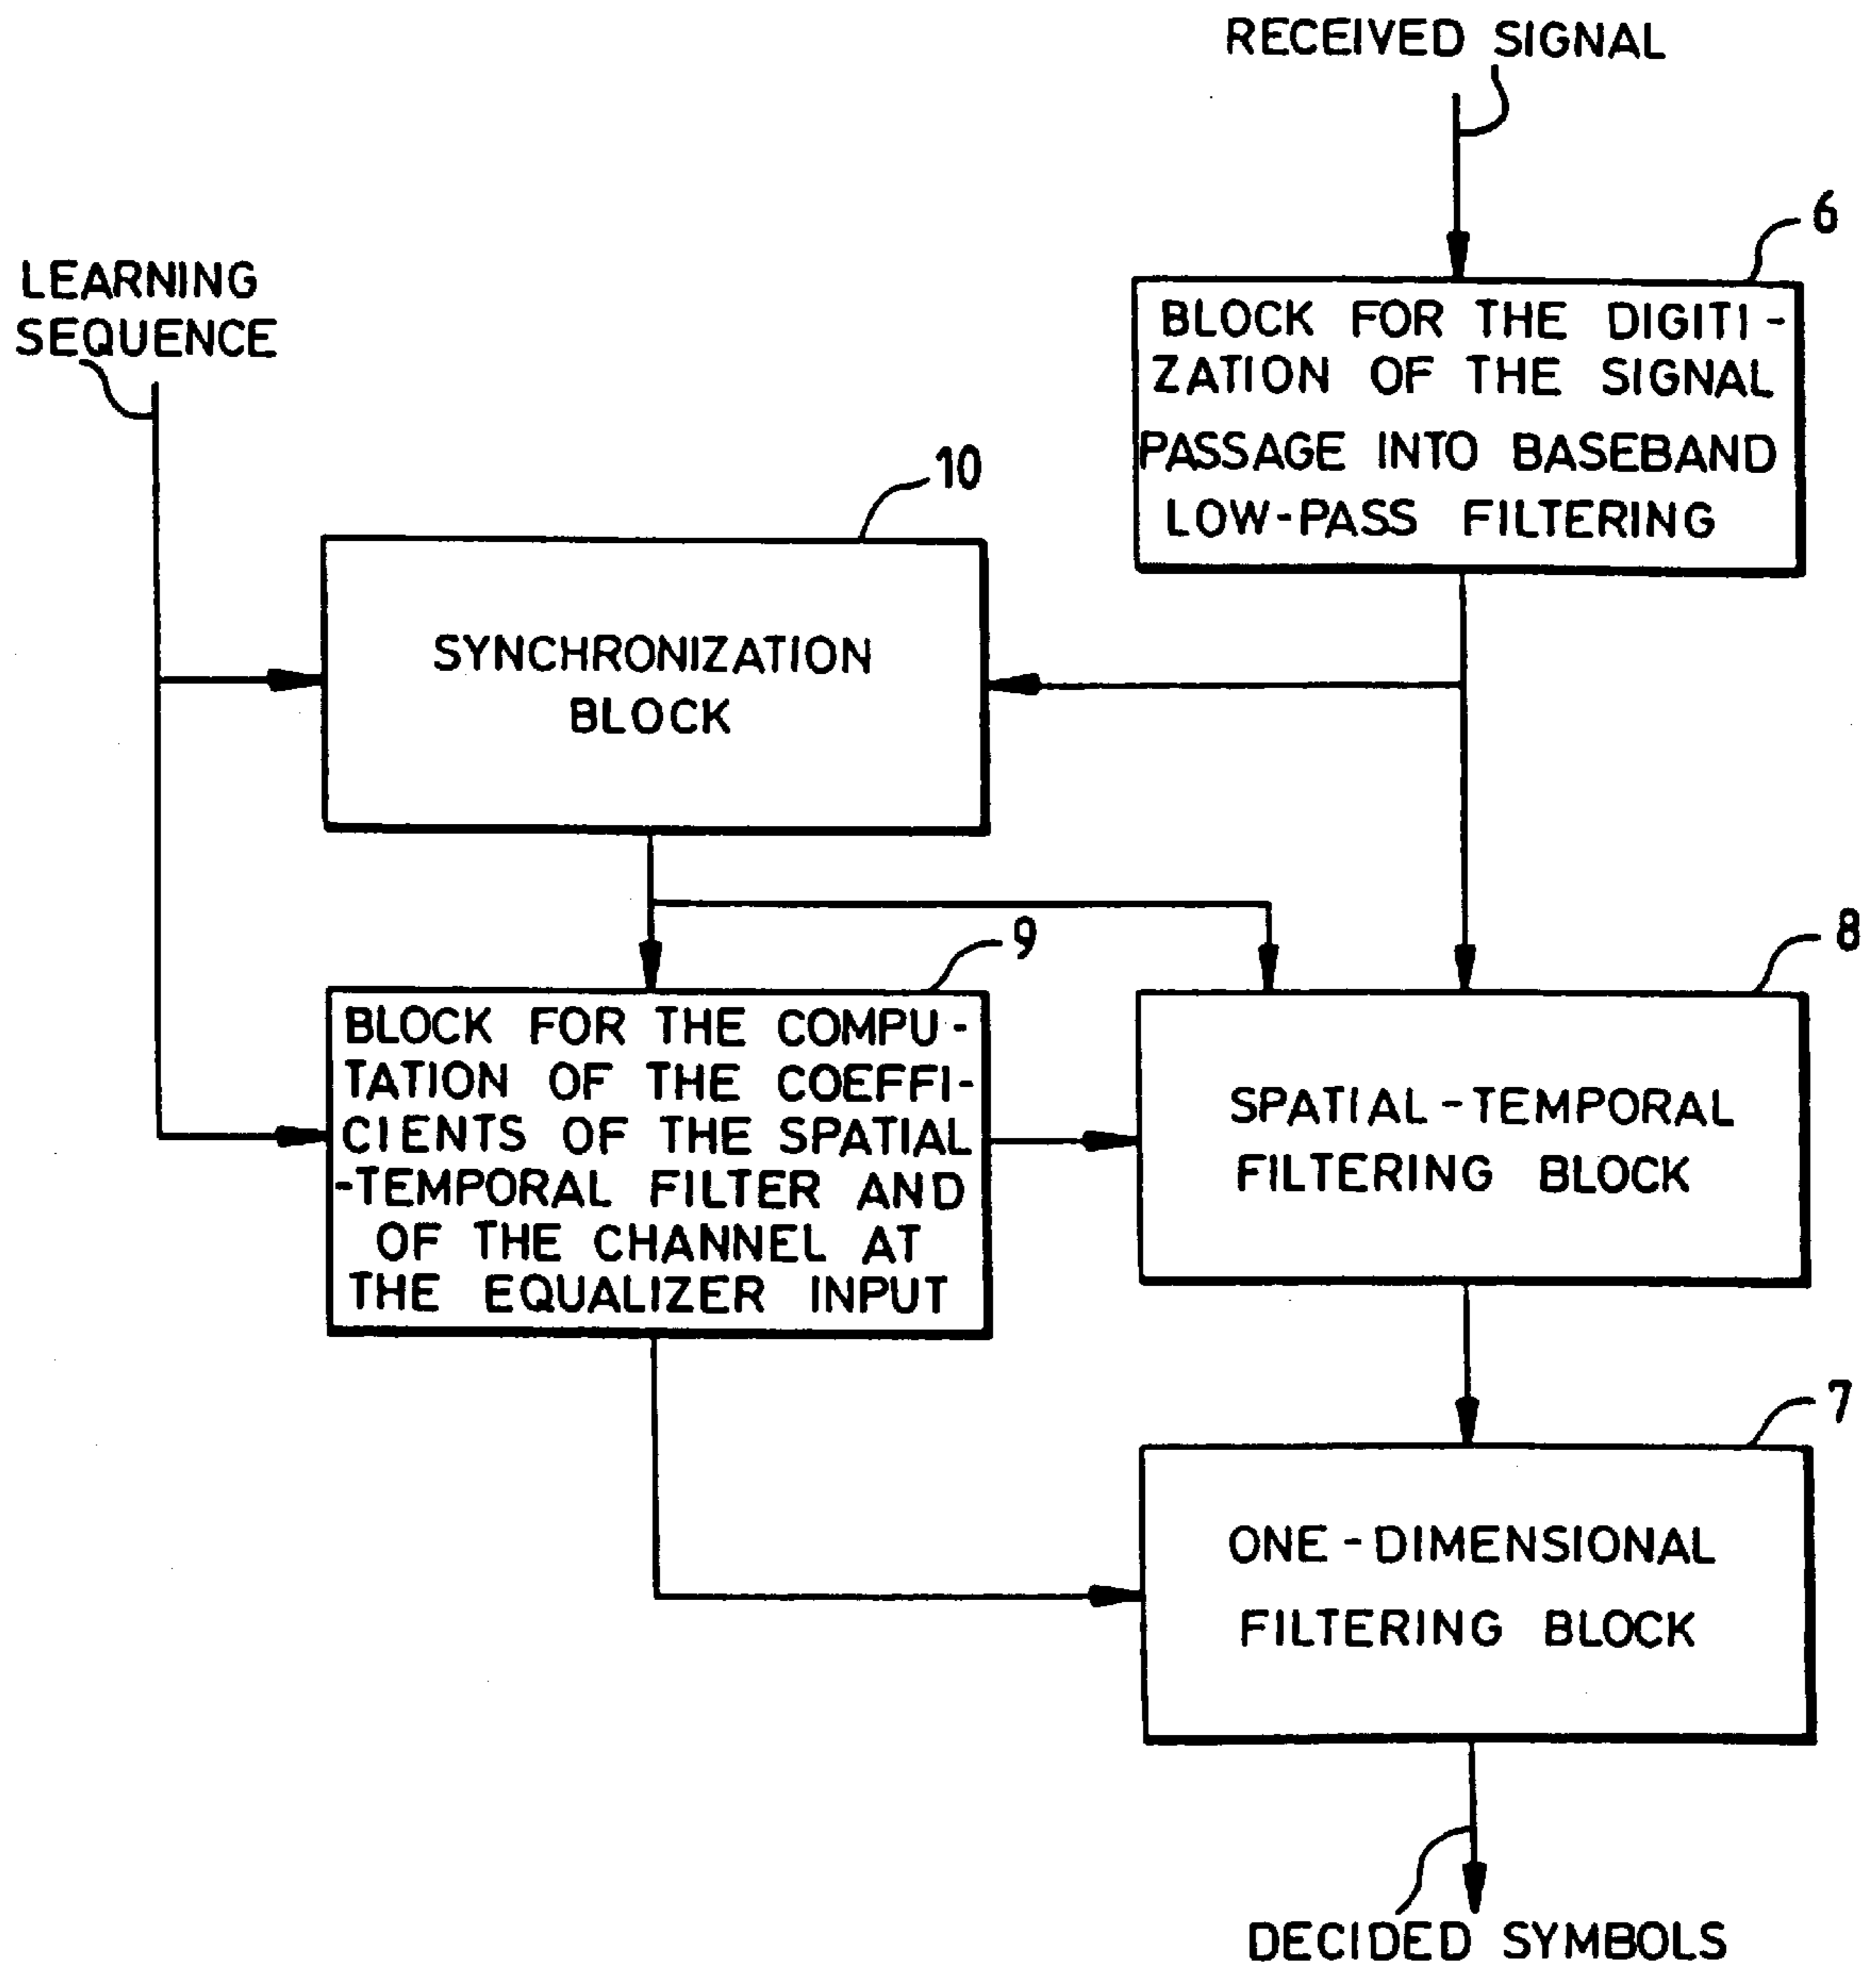 RECEIVED SIGNAL
6
LEARNING
SEQUENCE
BLOCK FOR THE DIGITI-
ZATION OF THE SIGNAL
PASSAGE INTO BASEBAND
LOW-PASS FILTERING
10
SYNCHRONIZATION
BLOCK
9
BLOCK FOR THE COMPU-
TATION OF THE COEFFI-
CIENTS OF THE SPATIAL
-TEMPORAL FILTER AND
OF THE CHANNEL AT
THE EQUALIZER INPUT
8
SPATIAL-TEMPORAL
FILTERING BLOCK
7
ONE-DIMENSIONAL
FILTERING BLOCK
DECIDED SYMBOLS